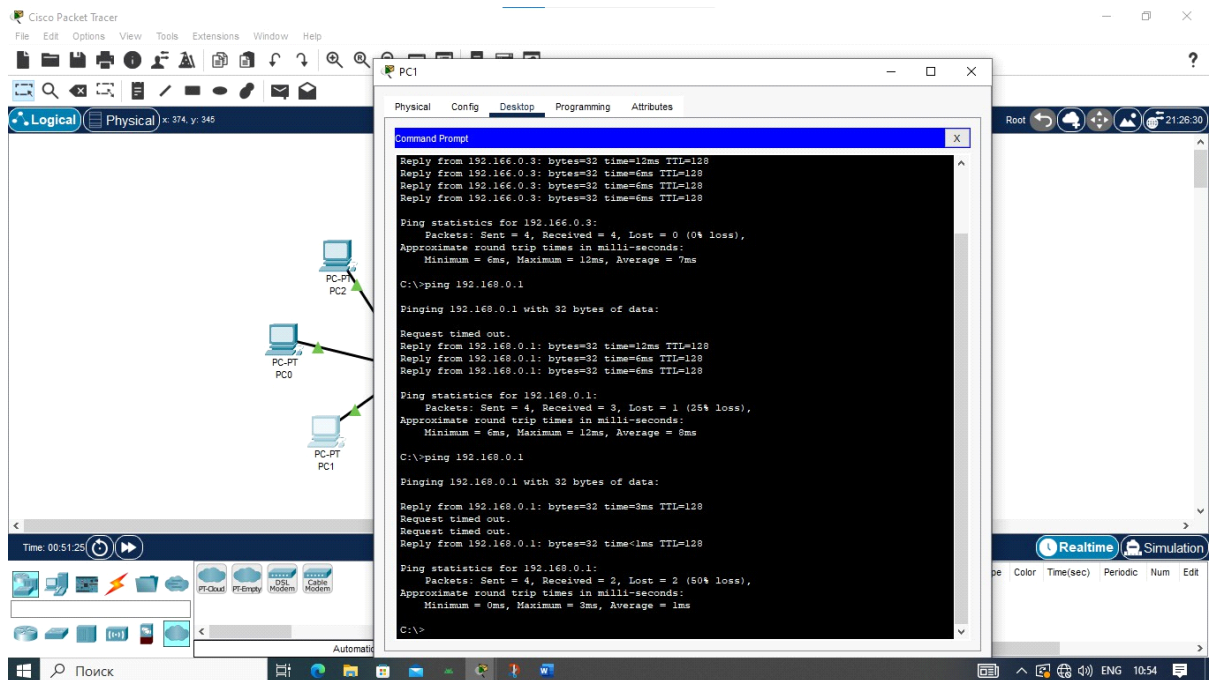 Cisco Packet Tracer
File Edit Options View Tools Extensions Window Help
?
PC1
Physical Config Desktop Programming Attributes
Logical Physical x: 374, y: 345
Root 21:26:30
Command Prompt X
Reply from 192.166.0.3: bytes=32 time=12ms TTL=128
Reply from 192.166.0.3: bytes=32 time=6ms TTL=128
Reply from 192.166.0.3: bytes=32 time=6ms TTL=128
Reply from 192.166.0.3: bytes=32 time=6ms TTL=128
Ping statistics for 192.166.0.3:
Packets: Sent = 4, Received = 4, Lost = 0 (0% loss),
Approximate round trip times in milli-seconds:
Minimum = 6ms, Maximum = 12ms, Average = 7ms
C:\>ping 192.168.0.1
Pinging 192.168.0.1 with 32 bytes of data:
Request timed out.
Reply from 192.168.0.1: bytes=32 time=12ms TTL=128
Reply from 192.168.0.1: bytes=32 time=6ms TTL=128
Reply from 192.168.0.1: bytes=32 time=6ms TTL=128
Ping statistics for 192.168.0.1:
Packets: Sent = 4, Received = 3, Lost = 1 (25% loss),
Approximate round trip times in milli-seconds:
Minimum = 6ms, Maximum = 12ms, Average = 8ms
C:\>ping 192.168.0.1
Pinging 192.168.0.1 with 32 bytes of data:
Reply from 192.168.0.1: bytes=32 time=3ms TTL=128
Request timed out.
Request timed out.
Reply from 192.168.0.1: bytes=32 time<1ms TTL=128
Ping statistics for 192.168.0.1:
Packets: Sent = 4, Received = 2, Lost = 2 (50% loss),
Approximate round trip times in milli-seconds:
Minimum = 0ms, Maximum = 3ms, Average = 1ms
C:\>
PC-PT
PC2
PC-PT
PC0
PC-PT
PC1
Time: 00:51:25
Realtime Simulation
PT-Cloud PT-Empty DSL Modem Cable Modem
pe Color Time(sec) Periodic Num Edit
Automatic
Поиск
ENG 10:54